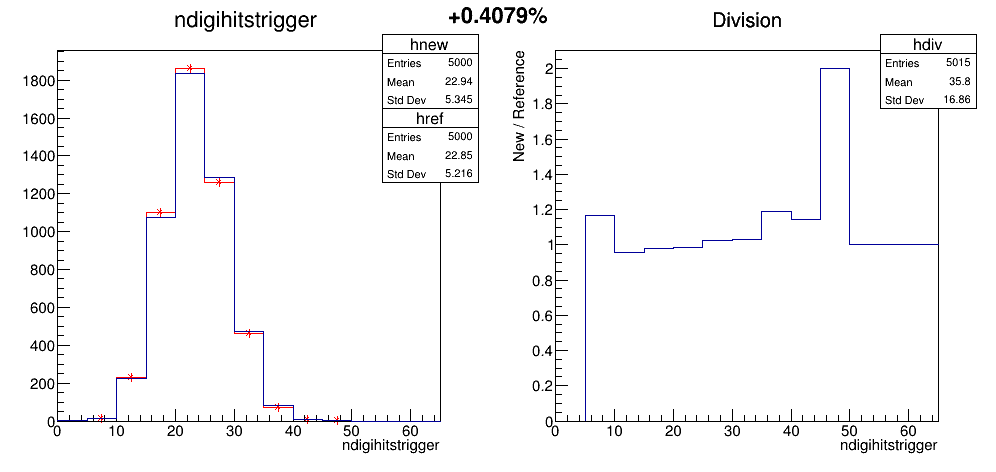 +0.4079%
ndigihitstrigger
hnew
Entries 5000
Mean 22.94
Std Dev 5.345
href
Entries 5000
Mean 22.85
Std Dev 5.216
1800
1600
1400
1200
1000
800
600
400
200
0
0 10 20 30 40 50 60
ndigihitstrigger
Division
hdiv
Entries 5015
Mean 35.8
Std Dev 16.86
New / Reference
2
1.8
1.6
1.4
1.2
1
0.8
0.6
0.4
0.2
0
0 10 20 30 40 50 60
ndigihitstrigger